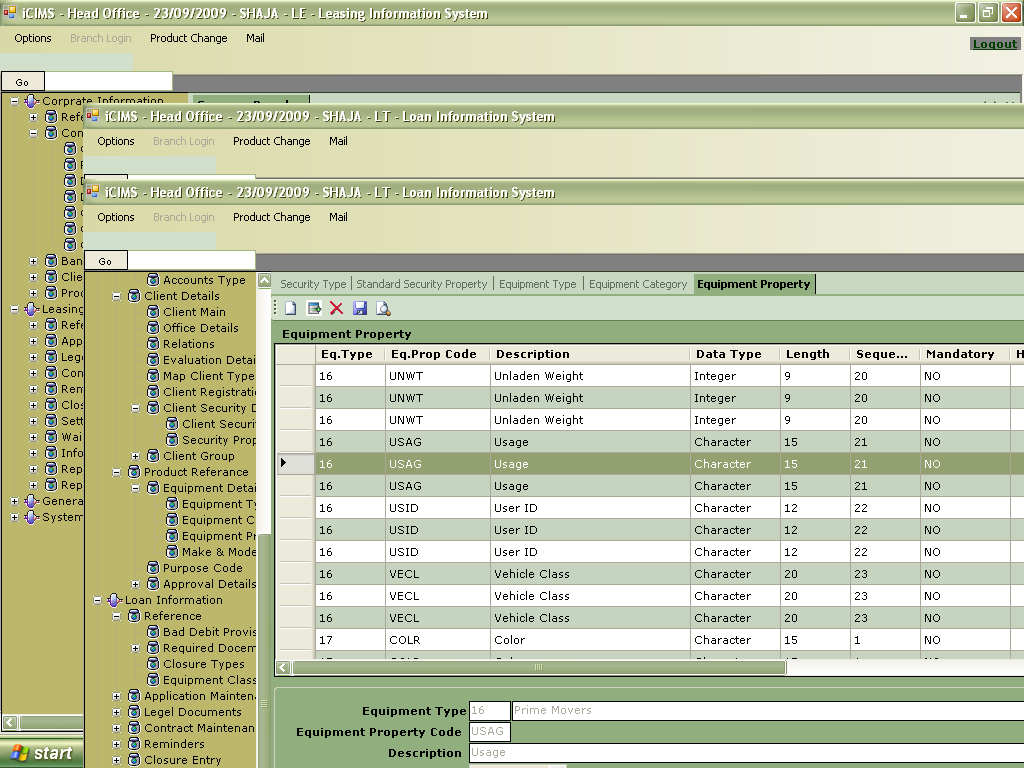 iCIMS - Head Office - 23/09/2009 - SHAJA - LE - Leasing Information System
Options Branch Login Product Change Mail
Logout
Go
Corprate Information
iCIMS - Head Office - 23/09/2009 - SHAJA - LT - Loan Information System
Options Branch Login Product Change Mail
iCIMS - Head Office - 23/09/2009 - SHAJA - LT - Loan Information System
Options Branch Login Product Change Mail
Go
Refe
Con
Ban
Clie
Proc
Leasing
Refe
App
Lege
Con
Rem
Clos
Sett
Wai
Info
Rep
Rep
Genera
System
Accounts Type
Client Details
Client Main
Office Details
Relations
Evaluation Detai
Map Client Type
Client Registrati
Client Security D
Client Securi
Security Prop
Client Group
Product Referance
Equipment Detai
Equipment Ty
Equipment C
Equipment Pr
Make & Mode
Purpose Code
Approval Details
Loan Information
Reference
Bad Debit Provis
Required Docem
Closure Types
Equipment Class
Application Mainten
Legel Documents
Contract Maintenan
Reminders
Closure Entry
Security Type Standard Security Property Equipment Type Equipment Category Equipment Property
Equipment Property
Eq.Type Eq.Prop Code Description Data Type Length Seque... Mandatory H
16 UNWT Unladen Weight Integer 9 20 NO
16 UNWT Unladen Weight Integer 9 20 NO
16 UNWT Unladen Weight Integer 9 20 NO
16 USAG Usage Character 15 21 NO
16 USAG Usage Character 15 21 NO
16 USAG Usage Character 15 21 NO
16 USID User ID Character 12 22 NO
16 USID User ID Character 12 22 NO
16 USID User ID Character 12 22 NO
16 VECL Vehicle Class Character 20 23 NO
16 VECL Vehicle Class Character 20 23 NO
16 VECL Vehicle Class Character 20 23 NO
17 COLR Color Character 15 1 NO
Equipment Type 16 Prime Movers
Equipment Property Code USAG
Description Usage
start